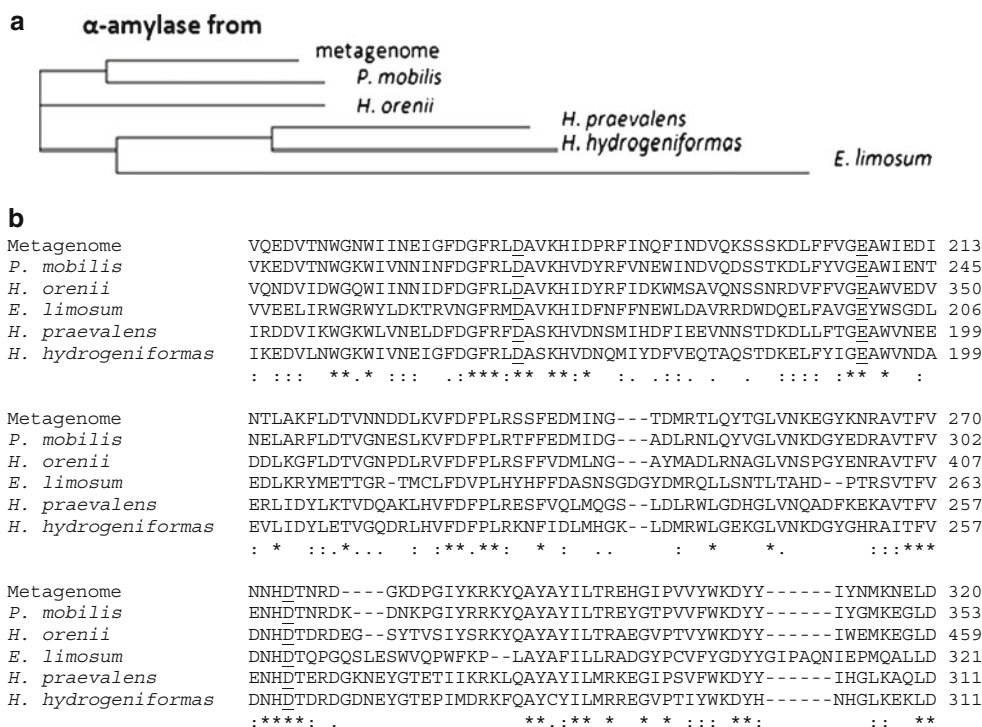 a
α-amylase from
metagenome
P. mobilis
H. orenii
H. praevalens
H. hydrogeniformas
E. limosum
b
Metagenome VQEDVTNWGNWIINEIGFDGFRLDAVKHIDPRFINQFINDVQKSSSKDLFFVGEAWIEDI 213
P. mobilis VKEDVTNWGKWIVNNINFDGFRLDAVKHVDYRFVNEWINDVQDSSTKDLFYVGEAWIENT 245
H. orenii VQNDVIDWGQWIINNIDFDGFRLDAVKHIDYRFIDKWMSAVQNSSNRDVFFVGEAWVEDV 350
E. limosum VVEELIRWGRWYLDKTRVNGFRMDAVKHIDFNFFNEWLDAVRRDWDQELFAVGEYWSGDL 206
H. praevalens IRDDVIKWGKWLVNELDFDGFRFDASKHVDNSMIHDFIEEVNNSTDKDLLFTGEAWVNEE 199
H. hydrogeniformas IKEDVLNWGKWIVNEIGFDGFRLDASKHVDNQMIYDFVEQTAQSTDKELFYIGEAWVNDA 199
: ::: **.* ::: .:***:** **:* :. .::. . . :::: :** * :
Metagenome NTLAKFLDTVNNDDLKVFDFPLRSSFEDMING---TDMRTLQYTGLVNKEGYKNRAVTFV 270
P. mobilis NELARFLDTVGNESLKVFDFPLRTFFEDMIDG---ADLRNLQYVGLVNKDGYEDRAVTFV 302
H. orenii DDLKGFLDTVGNPDLRVFDFPLRSFFVDMLNG---AYMADLRNAGLVNSPGYENRAVTFV 407
E. limosum EDLKRYMETTGR-TMCLFDVPLHYHFFDASNSGDGYDMRQLLSNTLTAHD--PTRSVTFV 263
H. praevalens ERLIDYLKTVDQAKLHVFDFPLRESFVQLMQGS--LDLRWLGDHGLVNQADFKEKAVTFV 257
H. hydrogeniformas EVLIDYLETVGQDRLHVFDFPLRKNFIDLMHGK--LDMRWLGEKGLVNKDGYGHRAITFV 257
: * ::.*... : :**.**: * : .. : * *. :::***
Metagenome NNHDTNRD----GKDPGIYKRKYQAYAYILTREHGIPVVYWKDYY------IYNMKNELD 320
P. mobilis ENHDTNRDK---DNKPGIYRRKYQAYAYILTREYGTPVVYWKDYY------IYGMKEGLD 353
H. orenii DNHDTDRDEG--SYTVSIYSRKYQAYAYILTRAEGVPTVYWKDYY------IWEMKEGLD 459
E. limosum DNHDTQPGQSLESWVQPWFKP--LAYAFILLRADGYPCVFYGDYYGIPAQNIEPMQALLD 321
H. praevalens ENHDTERDGKNEYGTETIIKRKLQAYAYILMRKEGIPSVFWKDYY------IHGLKAQLD 311
H. hydrogeniformas DNHDTDRDGDNEYGTEPIMDRKFQAYCYILMRREGVPTIYWKDYH------NHGLKEKLD 311
:****: . **.:** * * * :: **: :: **